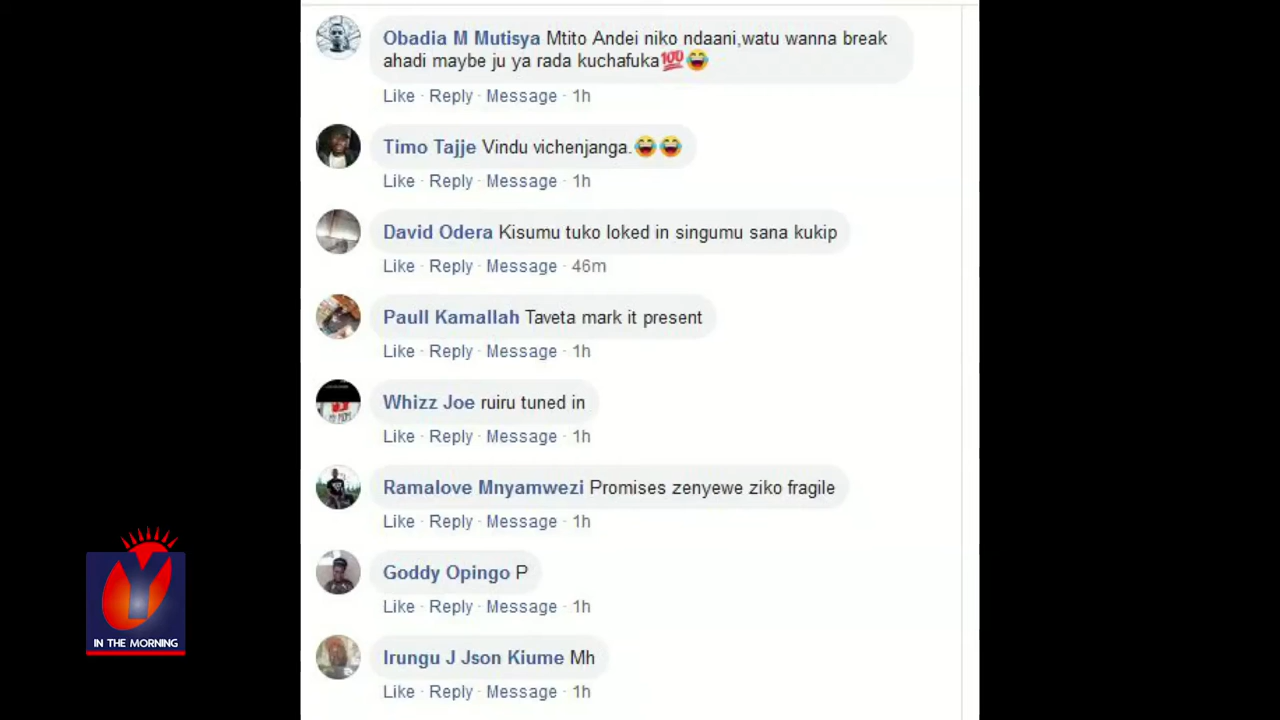 Obadia M Mutisya Mtito Andei niko ndaani,watu wanna break
ahadi maybe ju ya rada kuchafuka💯😂
Like · Reply · Message · 1h
Timo Tajje Vindu vichenjanga.😂😂
Like · Reply · Message · 1h
David Odera Kisumu tuko loked in singumu sana kukip
Like · Reply · Message · 46m
Paull Kamallah Taveta mark it present
Like · Reply · Message · 1h
Whizz Joe ruiru tuned in
Like · Reply · Message · 1h
Ramalove Mnyamwezi Promises zenyewe ziko fragile
Like · Reply · Message · 1h
Goddy Opingo P
Like · Reply · Message · 1h
Irungu J Json Kiume Mh
Like · Reply · Message · 1h
Y
IN THE MORNING